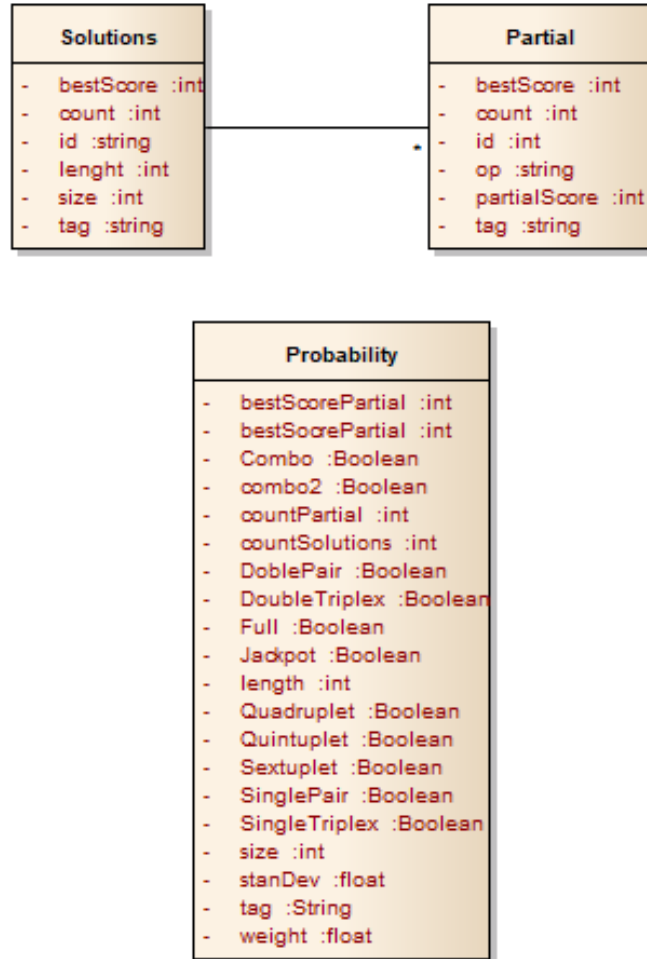 Solutions
- bestScore :int
- count :int
- id :string
- lenght :int
- size :int
- tag :string
*
Partial
- bestScore :int
- count :int
- id :int
- op :string
- partialScore :int
- tag :string
Probability
- bestScorePartial :int
- bestSocrePartial :int
- Combo :Boolean
- combo2 :Boolean
- countPartial :int
- countSolutions :int
- DoblePair :Boolean
- DoubleTriplex :Boolean
- Full :Boolean
- Jackpot :Boolean
- length :int
- Quadruplet :Boolean
- Quintuplet :Boolean
- Sextuplet :Boolean
- SinglePair :Boolean
- SingleTriplex :Boolean
- size :int
- stanDev :float
- tag :String
- weight :float